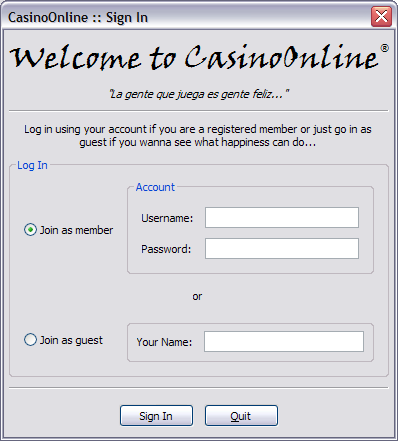 CasinoOnline :: Sign In
Welcome to CasinoOnline®
"La gente que juega es gente feliz..."
Log in using your account if you are a registered member or just go in as
guest if you wanna see what happiness can do...
Log In
Account
Join as member
Username:
Password:
or
Join as guest
Your Name:
Sign In
Quit